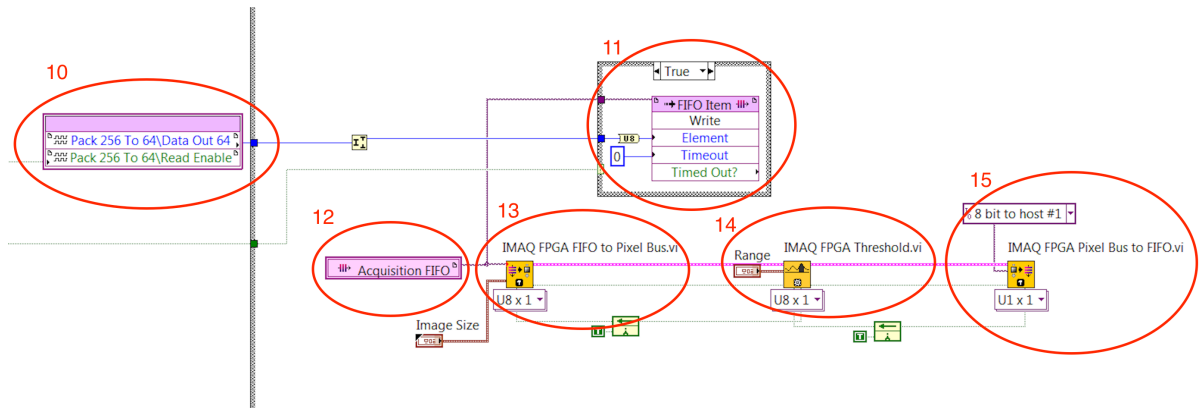 10
Pack 256 To 64\Data Out 64
Pack 256 To 64\Read Enable
11
True
FIFO Item
Write
U8
Element
0
Timeout
Timed Out?
12
Acquisition FIFO
13
IMAQ FPGA FIFO to Pixel Bus.vi
U8 x 1
Image Size
T
14
IMAQ FPGA Threshold.vi
Range
U8 x 1
T
15
8 bit to host #1
IMAQ FPGA Pixel Bus to FIFO.vi
U1 x 1